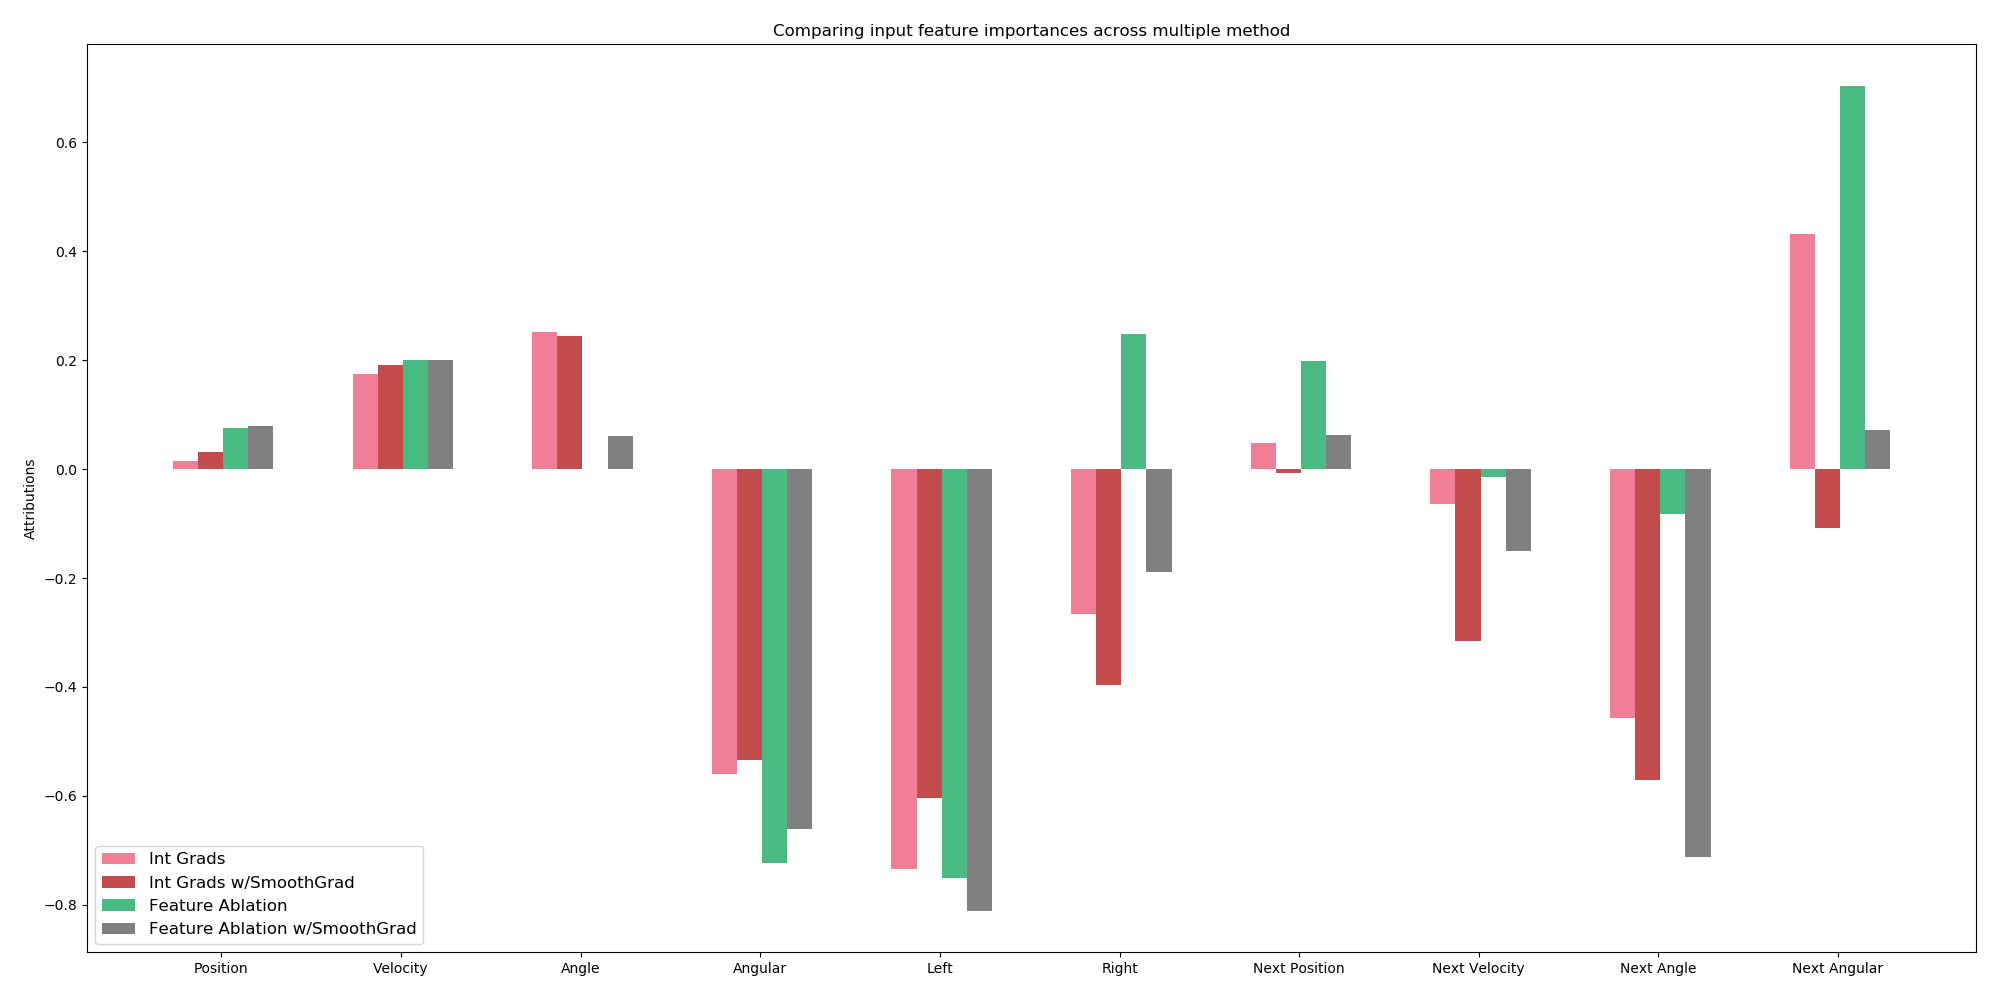 Comparing input feature importances across multiple method
Attributions
0.6
0.4
0.2
0.0
−0.2
−0.4
−0.6
−0.8
Int Grads
Int Grads w/SmoothGrad
Feature Ablation
Feature Ablation w/SmoothGrad
Position Velocity Angle Angular Left Right Next Position Next Velocity Next Angle Next Angular